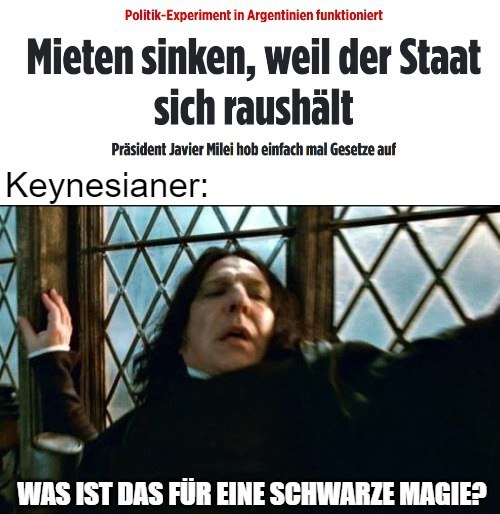 Politik-Experiment in Argentinien funktioniert
Mieten sinken, weil der Staat
sich raushält
Präsident Javier Milei hob einfach mal Gesetze auf
Keynesianer:
WAS IST DAS FÜR EINE SCHWARZE MAGIE?